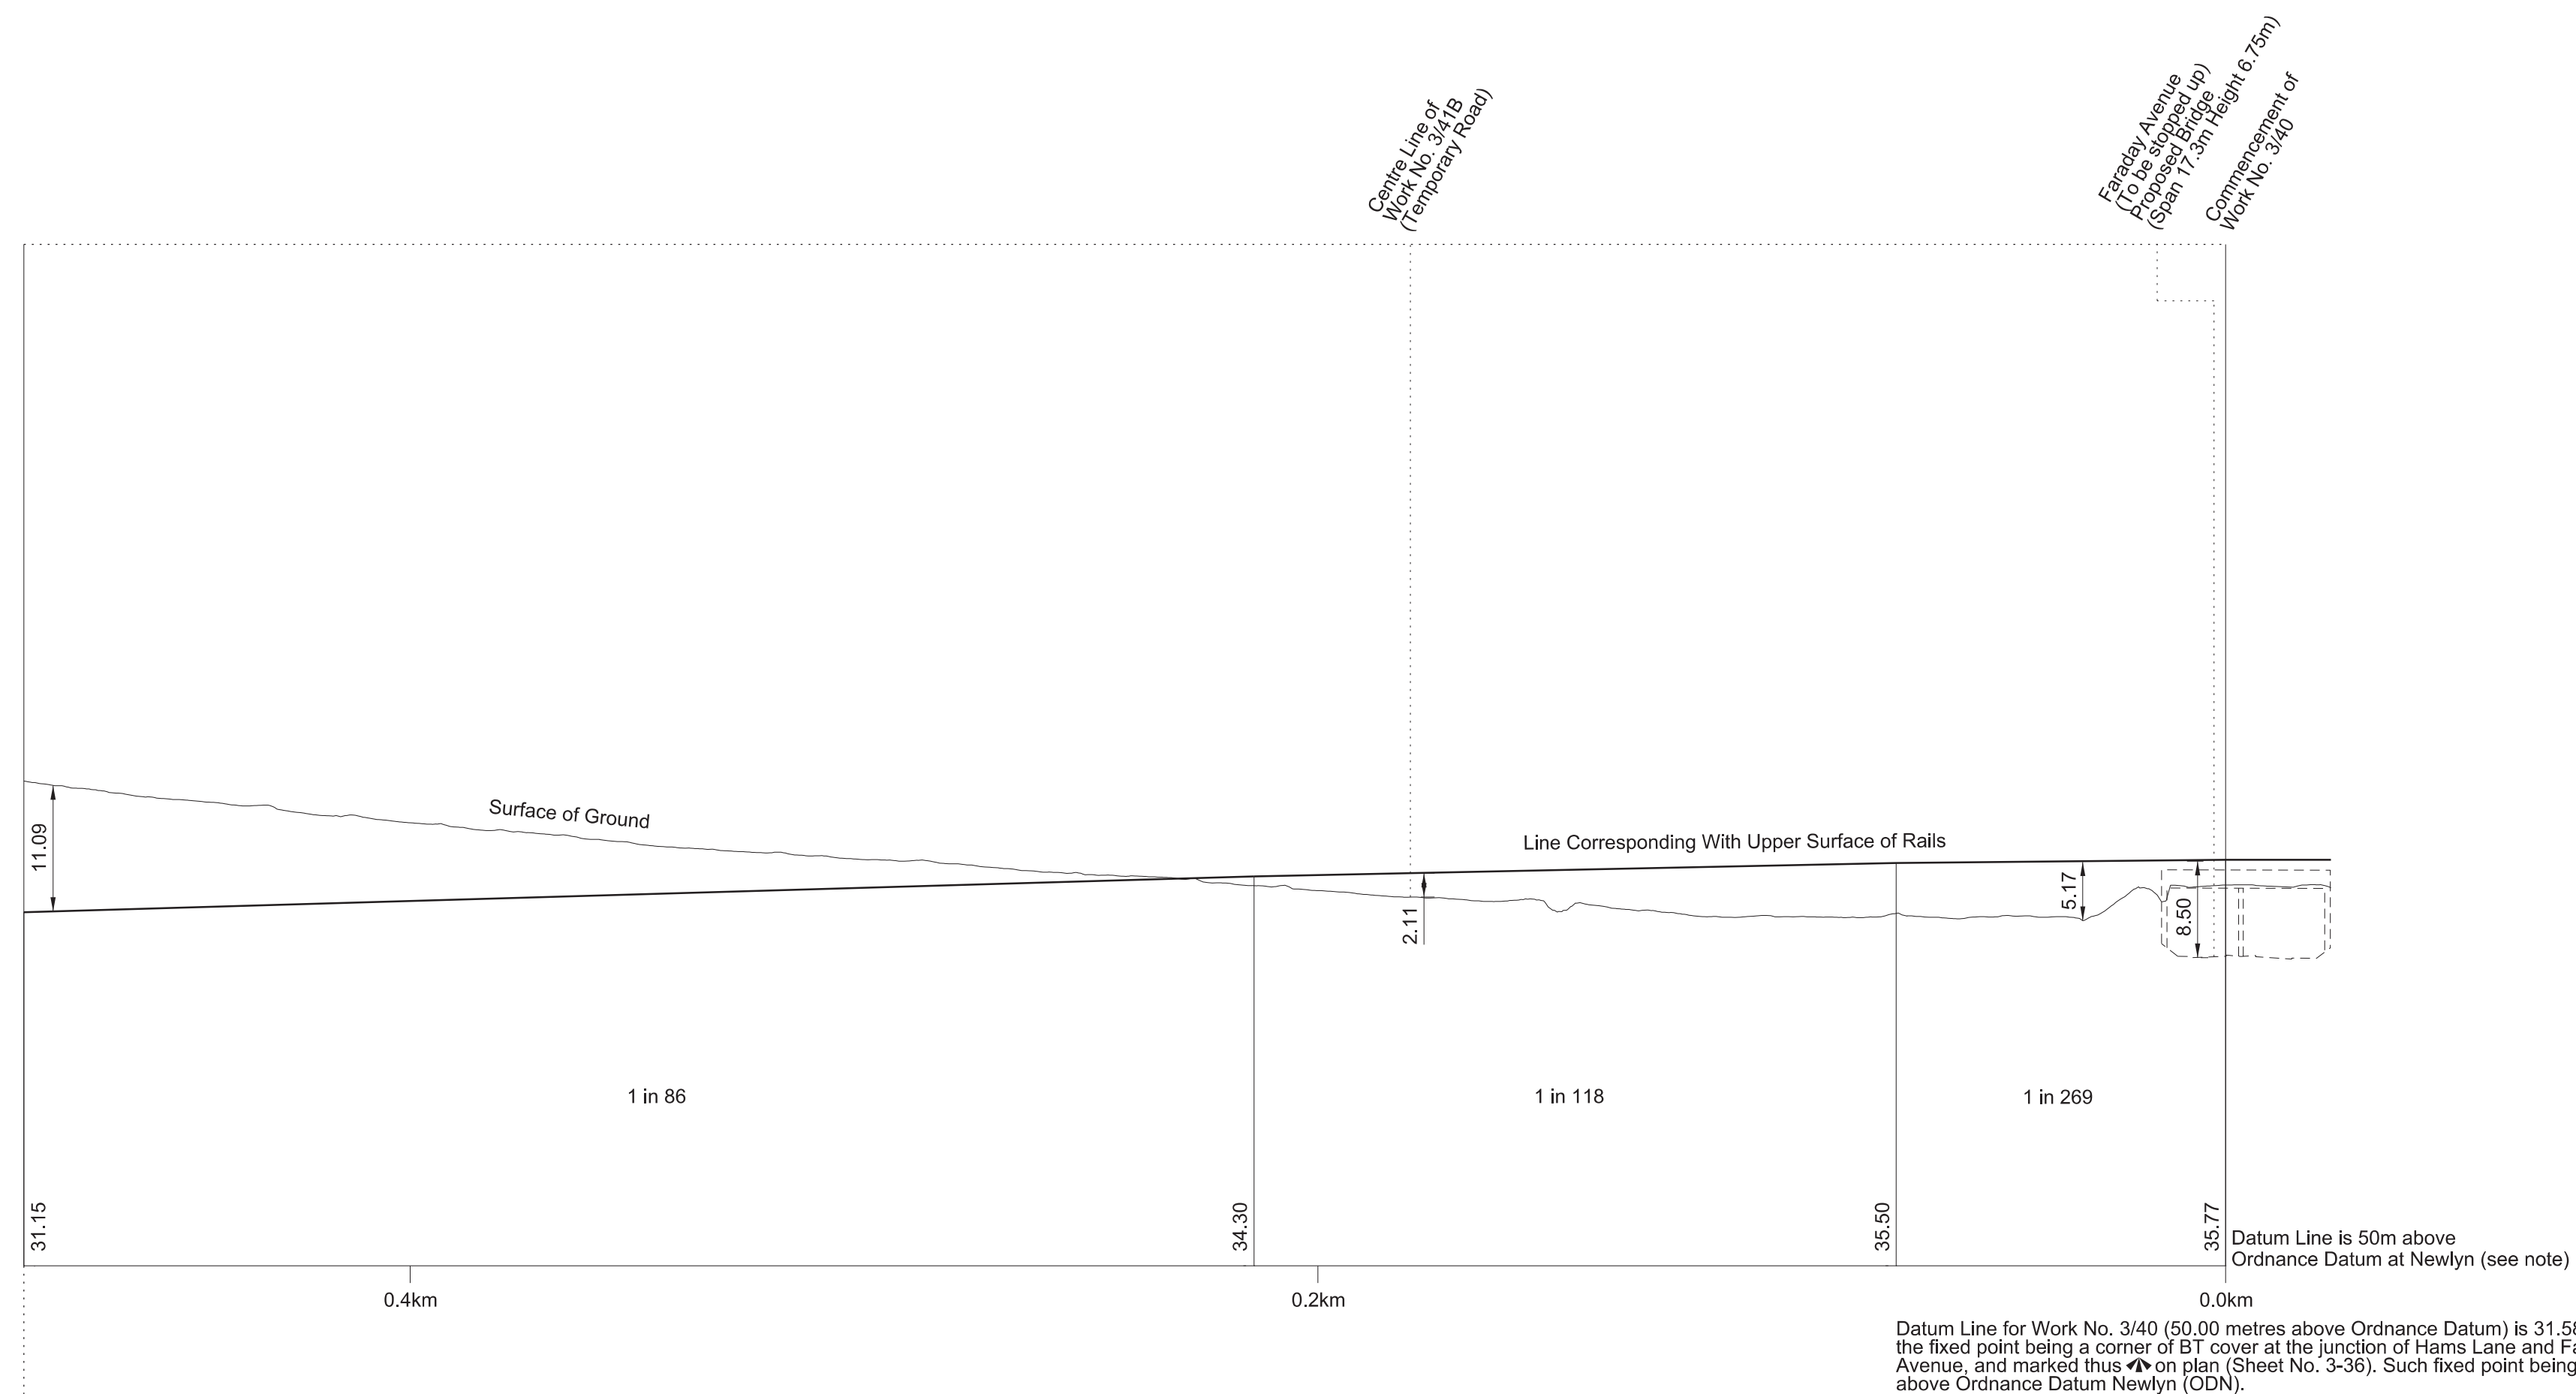 Centre Line of
Work No. 3/41B
(Temporary Road)
Faraday Avenue
(To be stopped up)
Proposed Bridge
(Span 17.3m Height 6.75m)
Commencement of
Work No. 3/40
Surface of Ground
Line Corresponding With Upper Surface of Rails
11.09
2.11
5.17
8.50
1 in 86
1 in 118
1 in 269
31.15
34.30
35.50
35.77
Datum Line is 50m above
Ordnance Datum at Newlyn (see note)
0.4km
0.2km
0.0km
Datum Line for Work No. 3/40 (50.00 metres above Ordnance Datum) is 31.58
the fixed point being a corner of BT cover at the junction of Hams Lane and Fa
Avenue, and marked thus on plan (Sheet No. 3-36). Such fixed point being
above Ordnance Datum Newlyn (ODN).